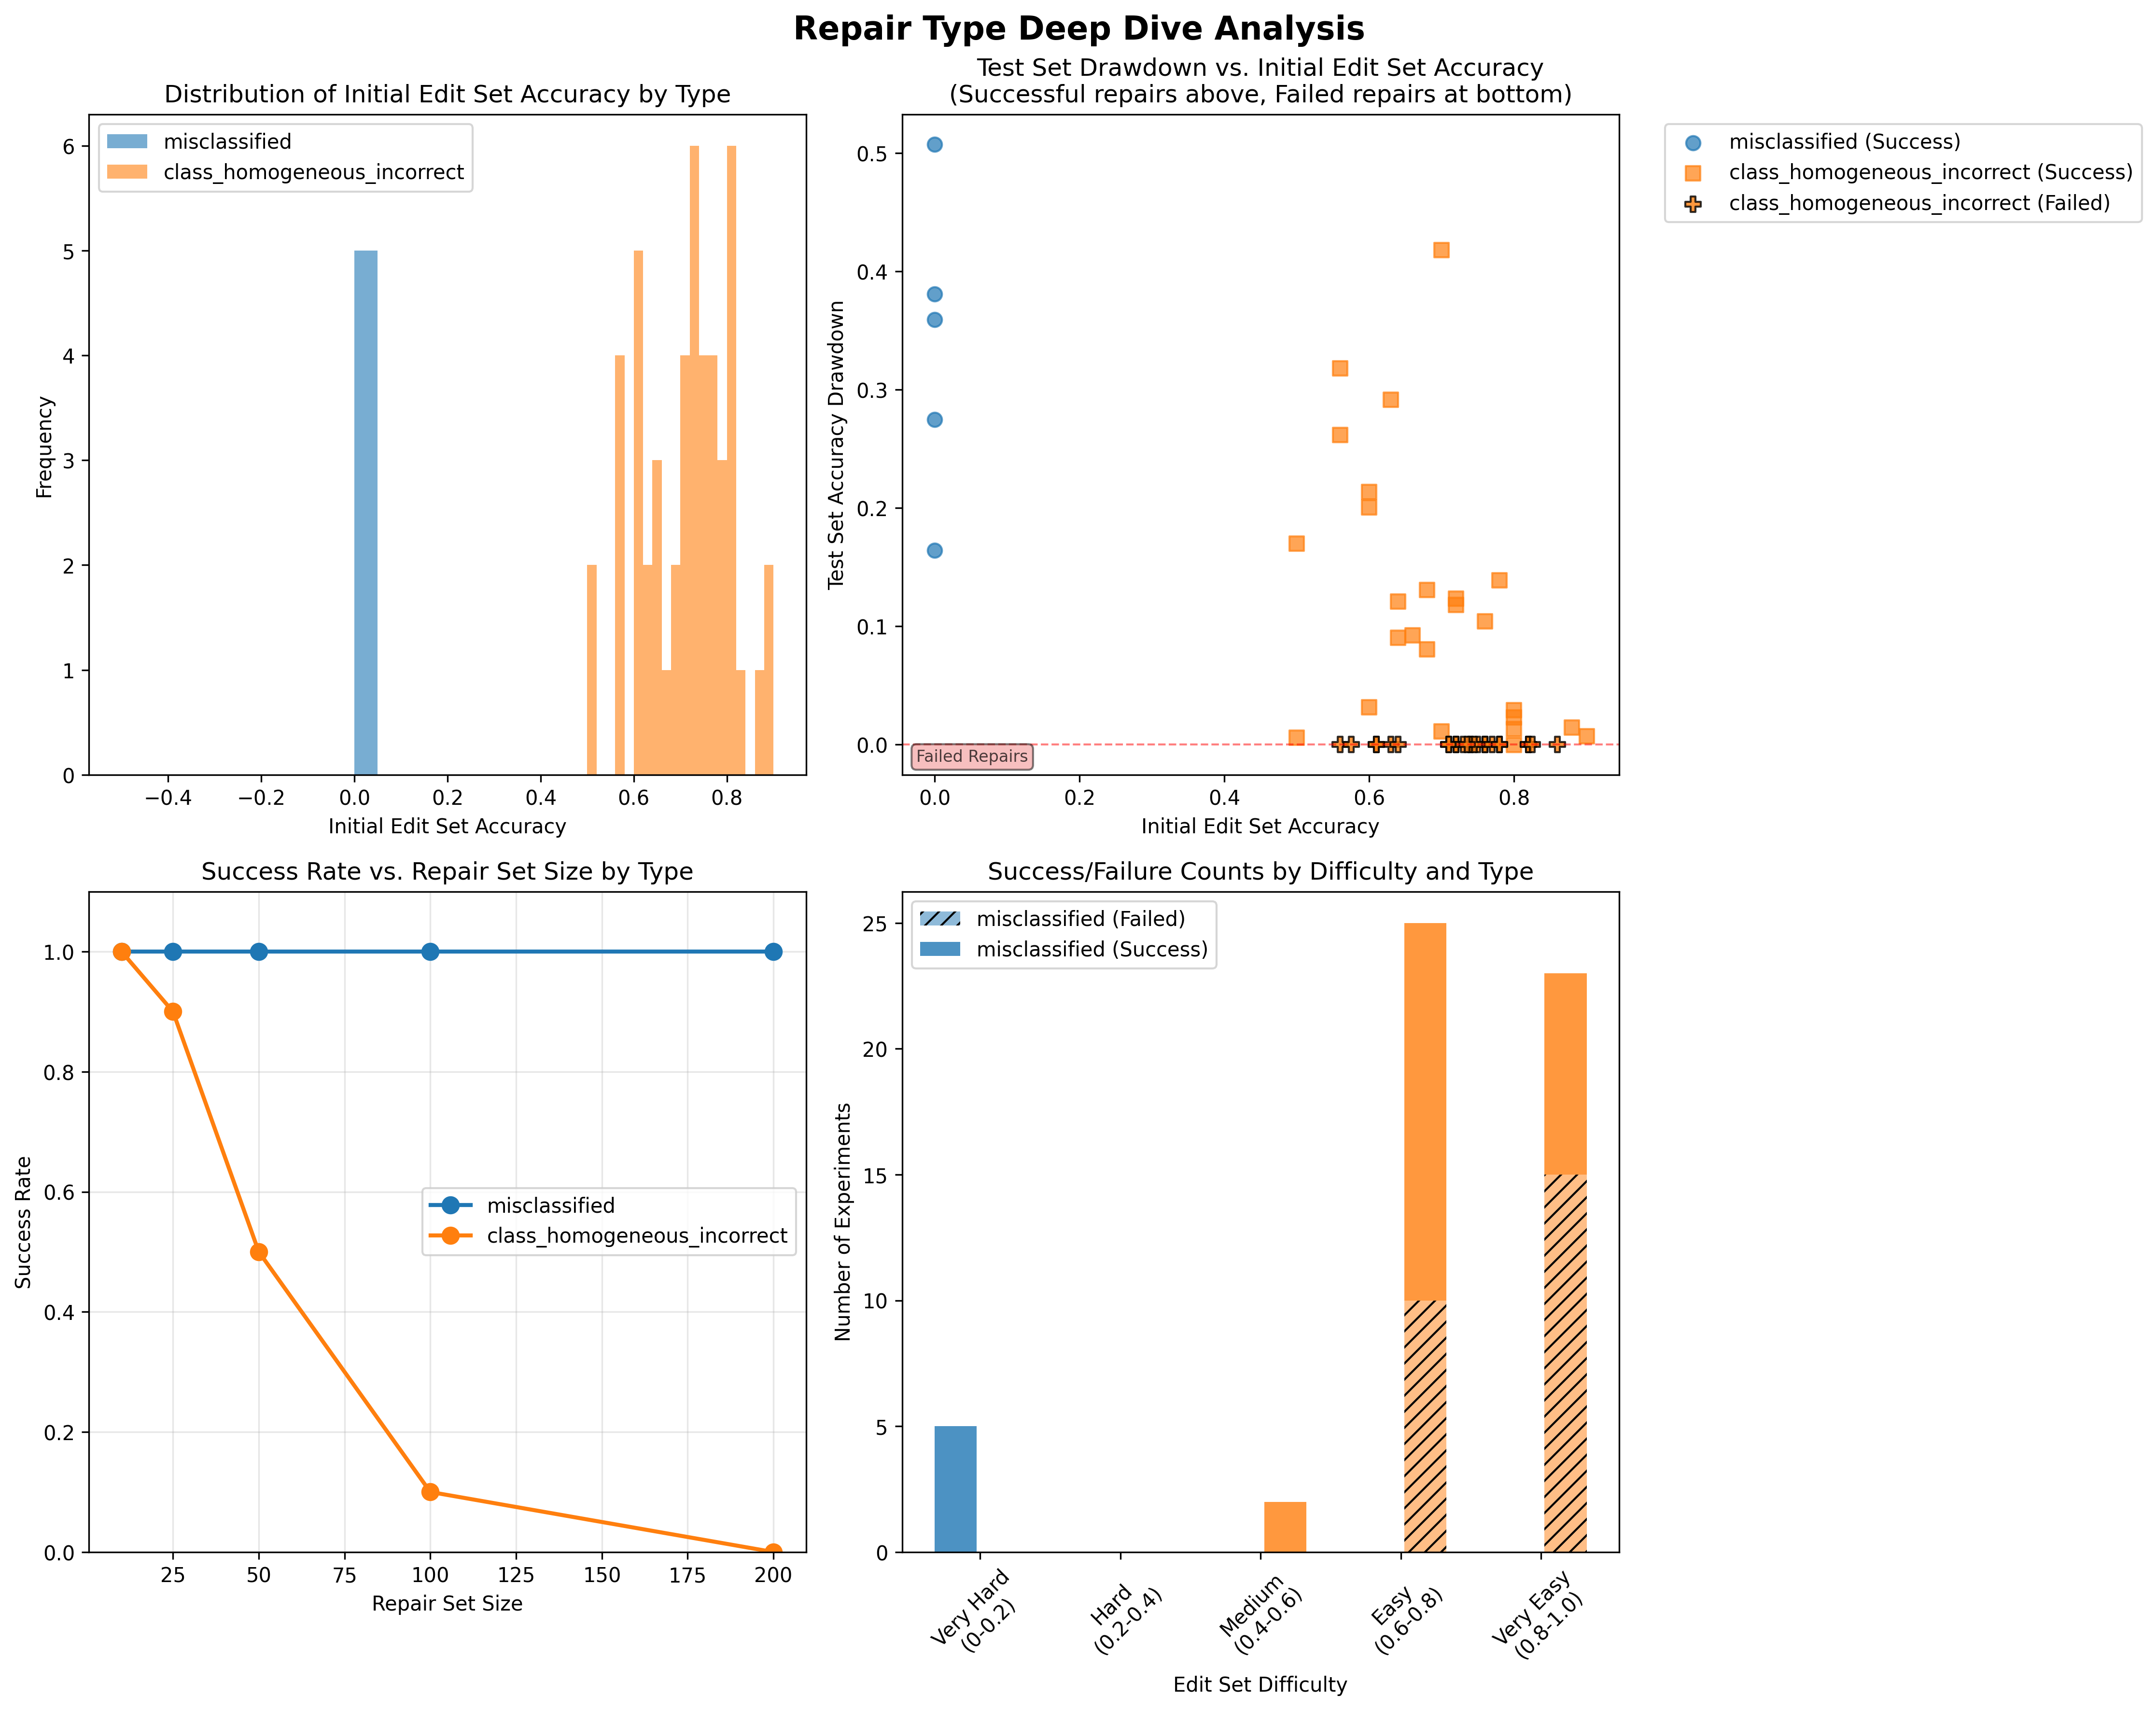 Repair Type Deep Dive Analysis
Distribution of Initial Edit Set Accuracy by Type
misclassified
class_homogeneous_incorrect
Frequency
6
5
4
3
2
1
0
−0.4 −0.2 0.0 0.2 0.4 0.6 0.8
Initial Edit Set Accuracy
Test Set Drawdown vs. Initial Edit Set Accuracy
(Successful repairs above, Failed repairs at bottom)
misclassified (Success)
class_homogeneous_incorrect (Success)
class_homogeneous_incorrect (Failed)
Test Set Accuracy Drawdown
0.5
0.4
0.3
0.2
0.1
0.0
Failed Repairs
0.0 0.2 0.4 0.6 0.8
Initial Edit Set Accuracy
Success Rate vs. Repair Set Size by Type
Success Rate
1.0
0.8
0.6
0.4
0.2
0.0
misclassified
class_homogeneous_incorrect
25 50 75 100 125 150 175 200
Repair Set Size
Success/Failure Counts by Difficulty and Type
misclassified (Failed)
misclassified (Success)
Number of Experiments
25
20
15
10
5
0
Very Hard
(0-0.2)
Hard
(0.2-0.4)
Medium
(0.4-0.6)
Easy
(0.6-0.8)
Very Easy
(0.8-1.0)
Edit Set Difficulty